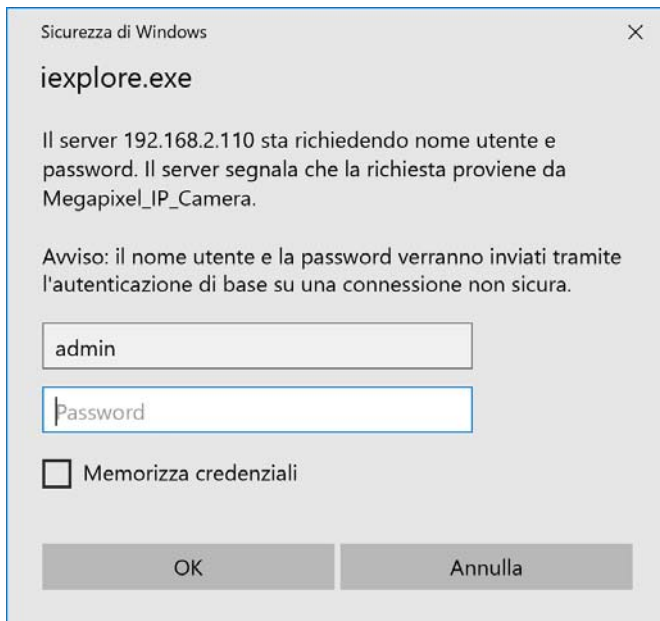 Sicurezza di Windows
iexplore.exe
Il server 192.168.2.110 sta richiedendo nome utente e
password. Il server segnala che la richiesta proviene da
Megapixel_IP_Camera.
Avviso: il nome utente e la password verranno inviati tramite
l'autenticazione di base su una connessione non sicura.
admin
Password
Memorizza credenziali
OK
Annulla